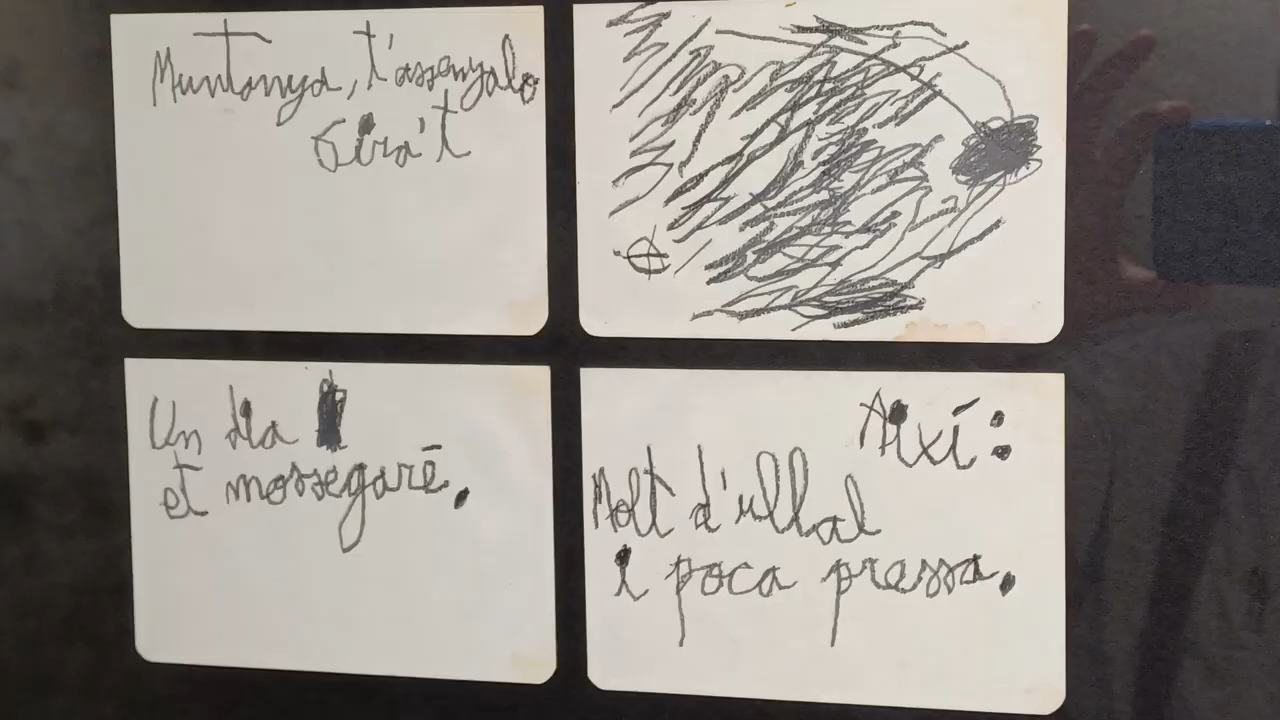 Muntanya, t'assenyalo
Gira't
Un dia
et mossegaré.
Així:
Molt d'ullal
i poca pressa.